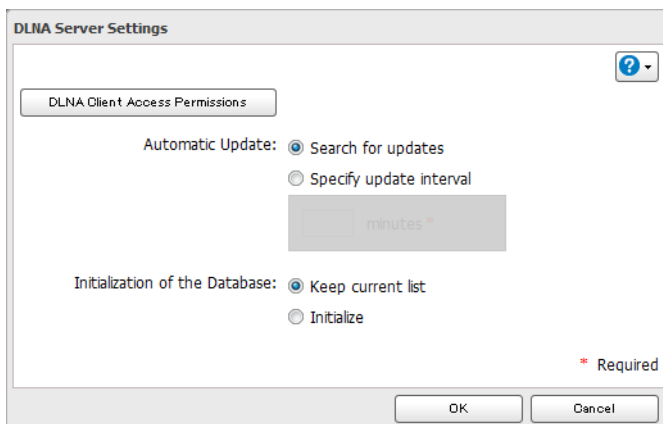 DLNA Server Settings
?
DLNA Client Access Permissions
Automatic Update: Search for updates
Specify update interval
minutes *
Initialization of the Database: Keep current list
Initialize
* Required
OK Cancel